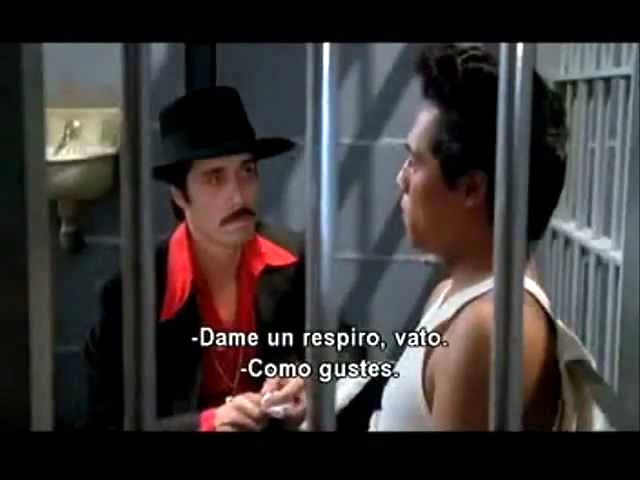 -Dame un respiro, vato.
-Como gustes.